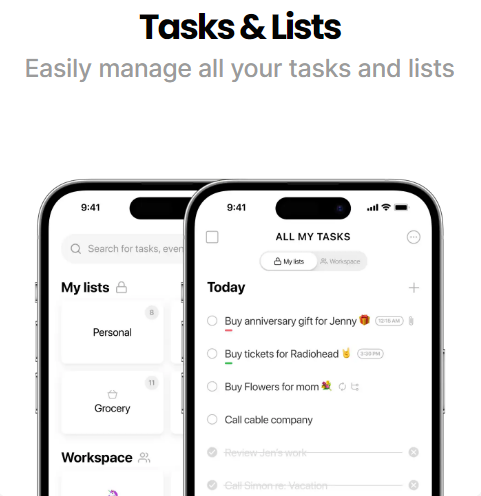 Tasks & Lists
Easily manage all your tasks and lists
9:41
Search for tasks, even
My lists
8
Personal
11
Grocery
Workspace
9:41
ALL MY TASKS
My lists Workspace
Today
Buy anniversary gift for Jenny
Buy tickets for Radiohead
Buy Flowers for mom
Call cable company
Review Jen's work
Call Simon re: Vacation